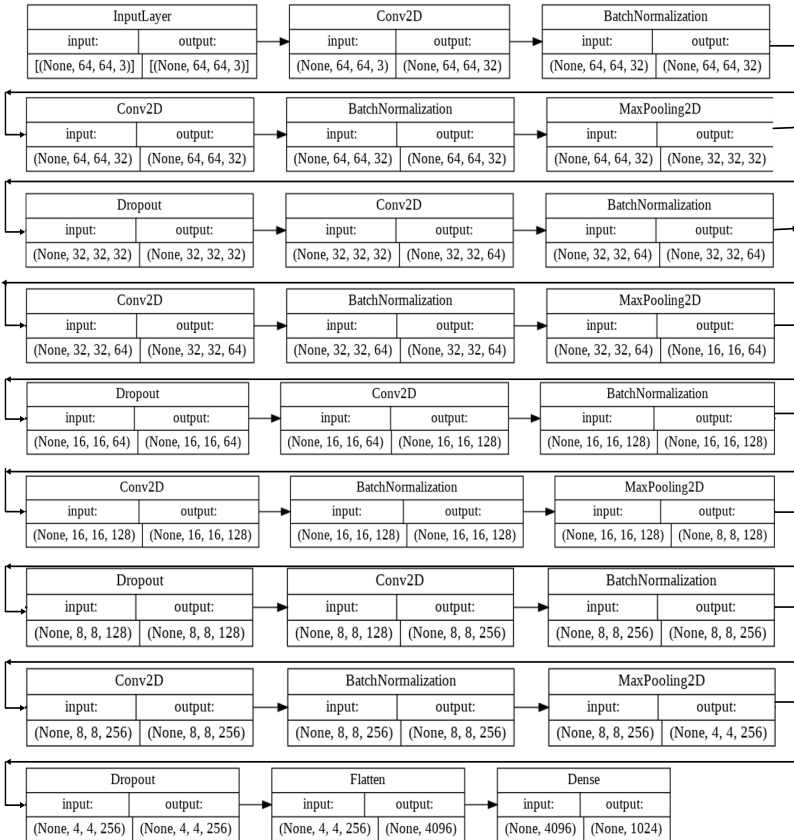 InputLayer Conv2D BatchNormalization
input: output: input: output: input: output:
[(None, 64, 64, 3)] [(None, 64, 64, 3)] (None, 64, 64, 3) (None, 64, 64, 32) (None, 64, 64, 32) (None, 64, 64, 32)
Conv2D BatchNormalization MaxPooling2D
input: output: input: output: input: output:
(None, 64, 64, 32) (None, 64, 64, 32) (None, 64, 64, 32) (None, 64, 64, 32) (None, 64, 64, 32) (None, 32, 32, 32)
Dropout Conv2D BatchNormalization
input: output: input: output: input: output:
(None, 32, 32, 32) (None, 32, 32, 32) (None, 32, 32, 32) (None, 32, 32, 64) (None, 32, 32, 64) (None, 32, 32, 64)
Conv2D BatchNormalization MaxPooling2D
input: output: input: output: input: output:
(None, 32, 32, 64) (None, 32, 32, 64) (None, 32, 32, 64) (None, 32, 32, 64) (None, 32, 32, 64) (None, 16, 16, 64)
Dropout Conv2D BatchNormalization
input: output: input: output: input: output:
(None, 16, 16, 64) (None, 16, 16, 64) (None, 16, 16, 64) (None, 16, 16, 128) (None, 16, 16, 128) (None, 16, 16, 128)
Conv2D BatchNormalization MaxPooling2D
input: output: input: output: input: output:
(None, 16, 16, 128) (None, 16, 16, 128) (None, 16, 16, 128) (None, 16, 16, 128) (None, 16, 16, 128) (None, 8, 8, 128)
Dropout Conv2D BatchNormalization
input: output: input: output: input: output:
(None, 8, 8, 128) (None, 8, 8, 128) (None, 8, 8, 128) (None, 8, 8, 256) (None, 8, 8, 256) (None, 8, 8, 256)
Conv2D BatchNormalization MaxPooling2D
input: output: input: output: input: output:
(None, 8, 8, 256) (None, 8, 8, 256) (None, 8, 8, 256) (None, 8, 8, 256) (None, 8, 8, 256) (None, 4, 4, 256)
Dropout Flatten Dense
input: output: input: output: input: output:
(None, 4, 4, 256) (None, 4, 4, 256) (None, 4, 4, 256) (None, 4096) (None, 4096) (None, 1024)